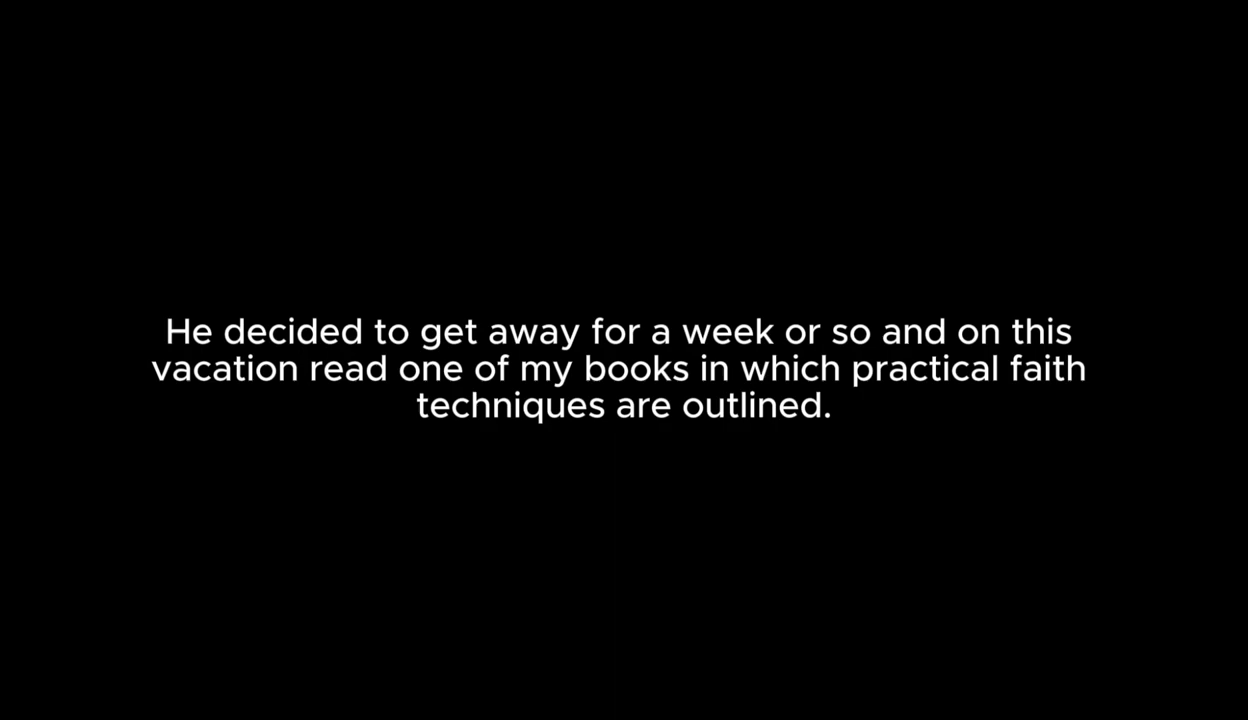 He decided to get away for a week or so and on this
vacation read one of my books in which practical faith
techniques are outlined.